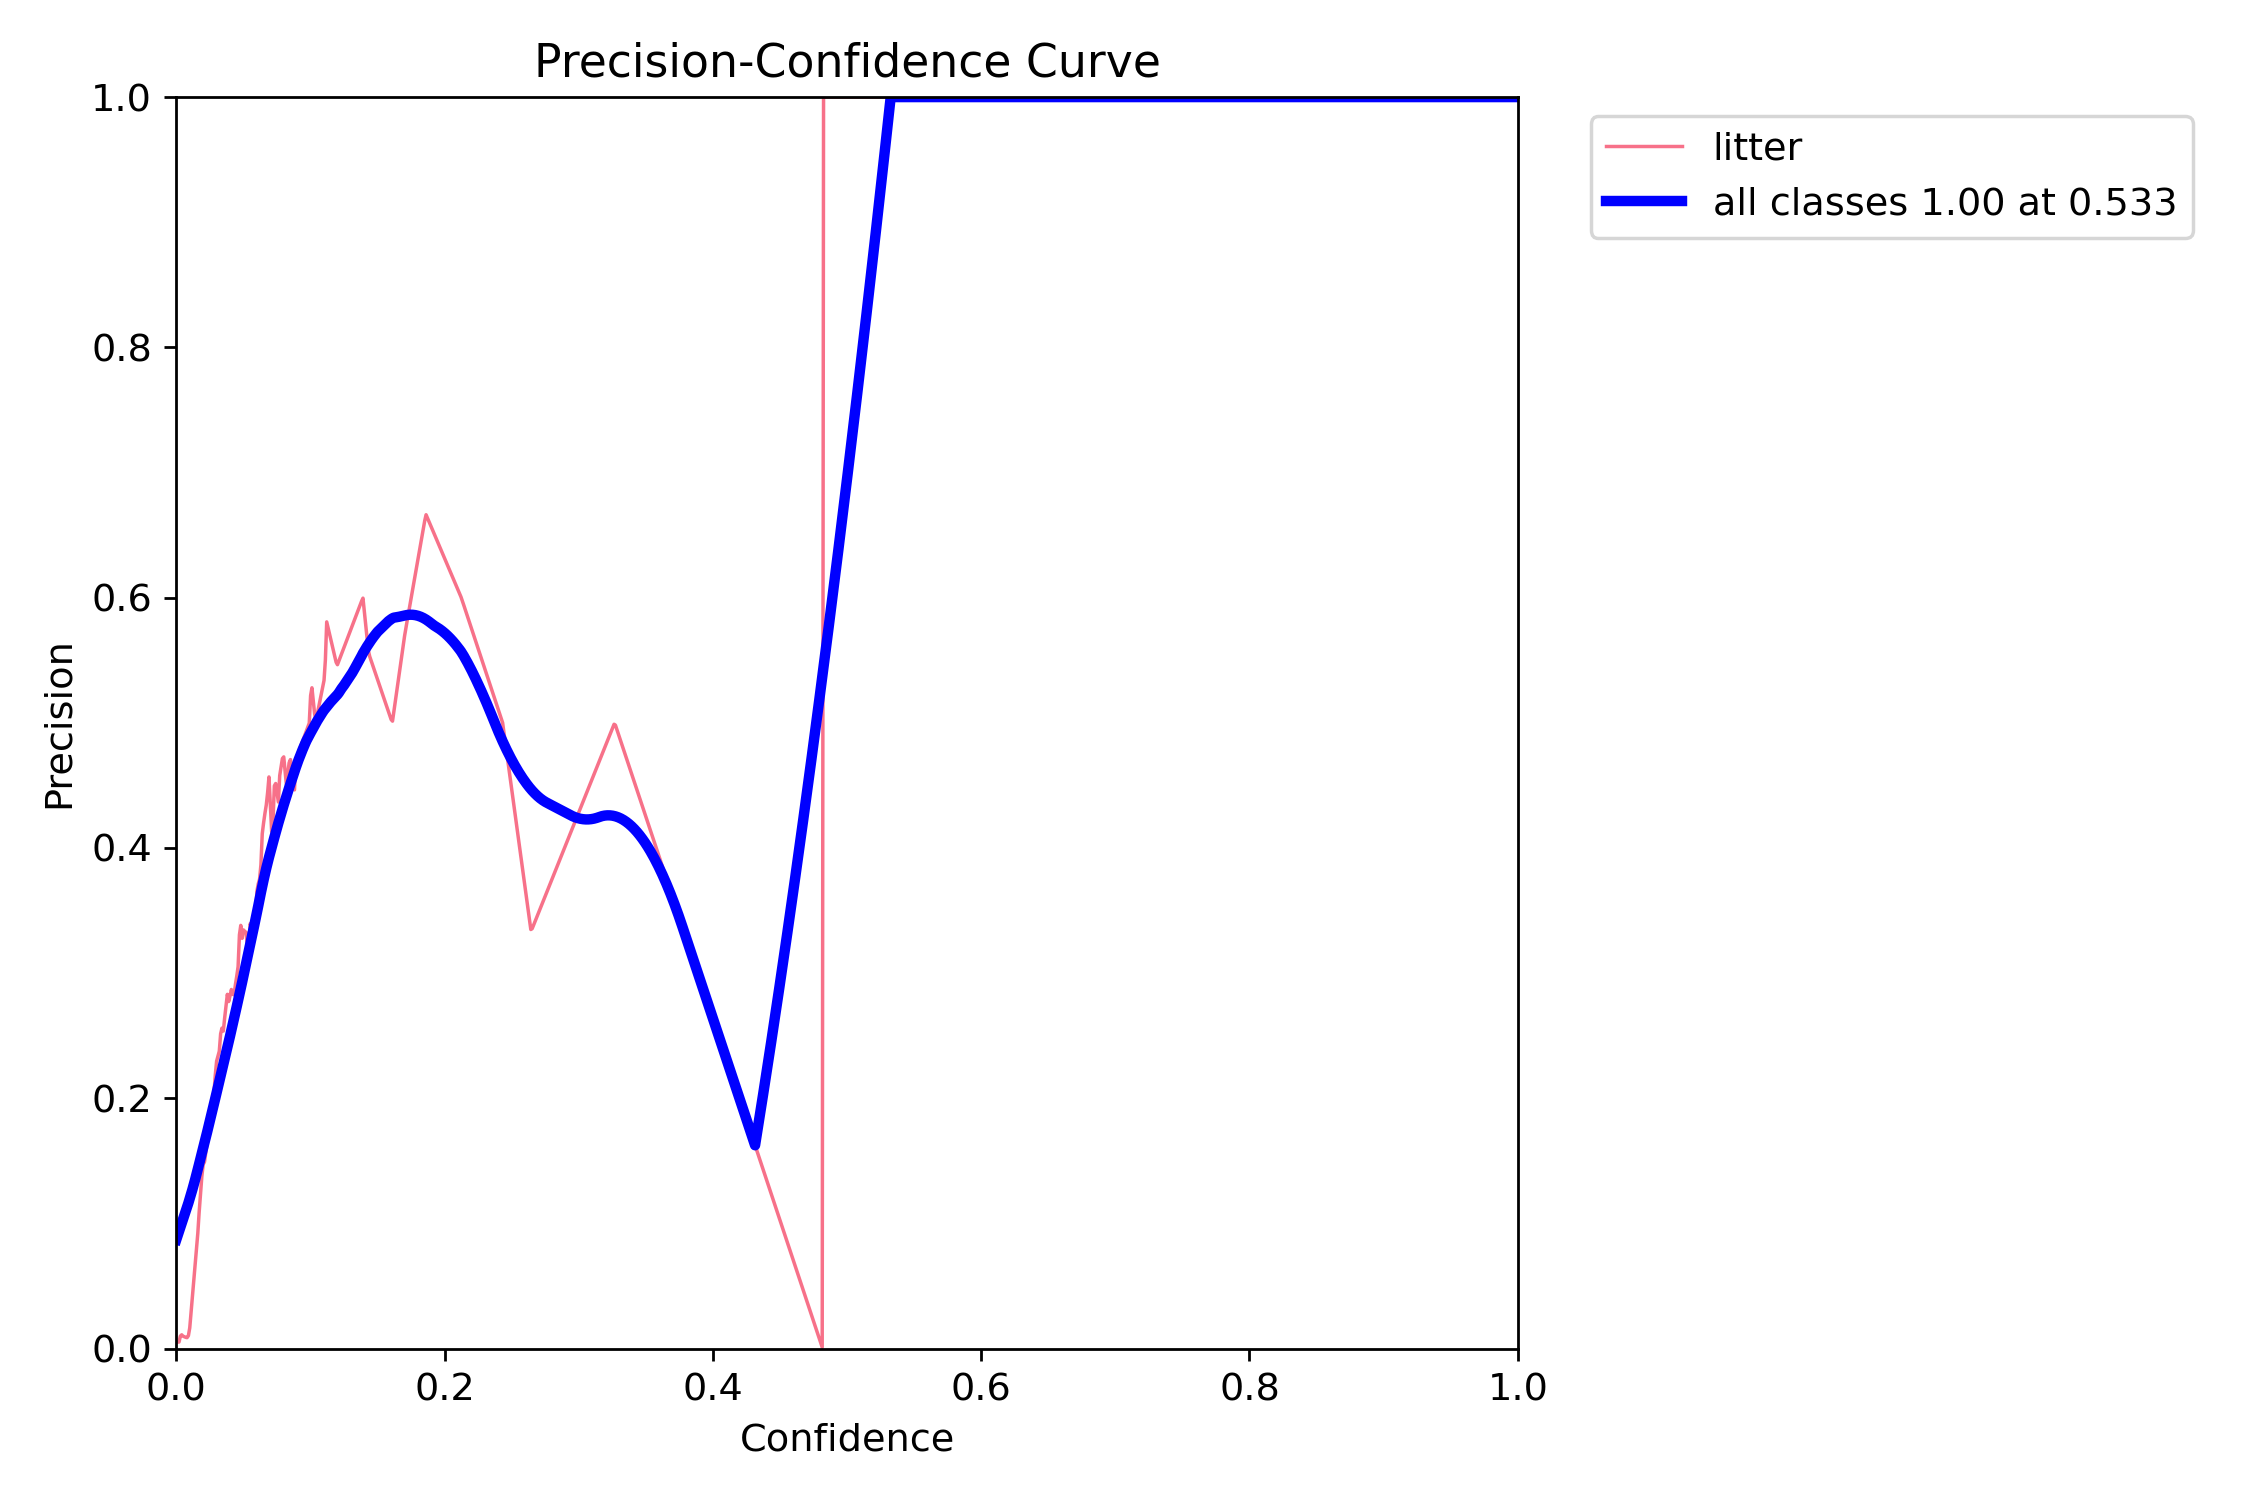 Precision-Confidence Curve
1.0
0.8
0.6
0.4
0.2
0.0
Precision
0.0 0.2 0.4 0.6 0.8 1.0
Confidence
litter
all classes 1.00 at 0.533